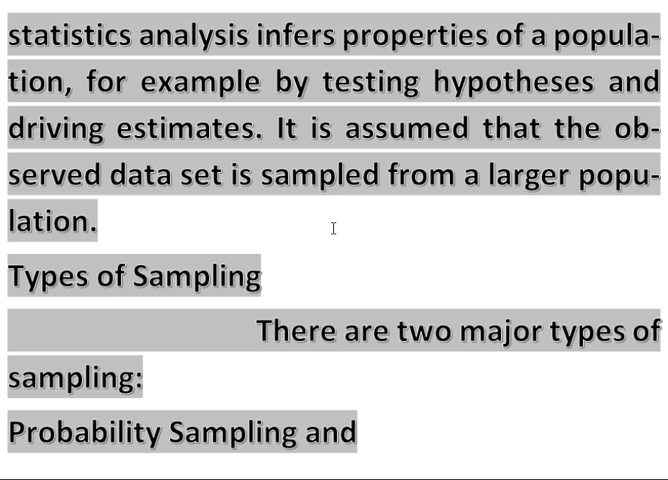 statistics analysis infers properties of a popula-
tion, for example by testing hypotheses and
driving estimates. It is assumed that the ob-
served data set is sampled from a larger popu-
lation.
Types of Sampling
There are two major types of
sampling:
Probability Sampling and